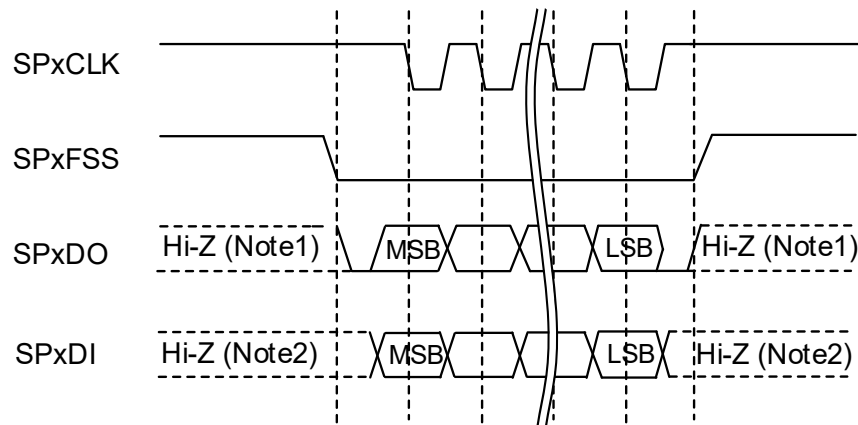 SPxCLK
SPxFSS
SPxDO Hi-Z (Note1) MSB LSB Hi-Z (Note1)
SPxDI Hi-Z (Note2) MSB LSB Hi-Z (Note2)